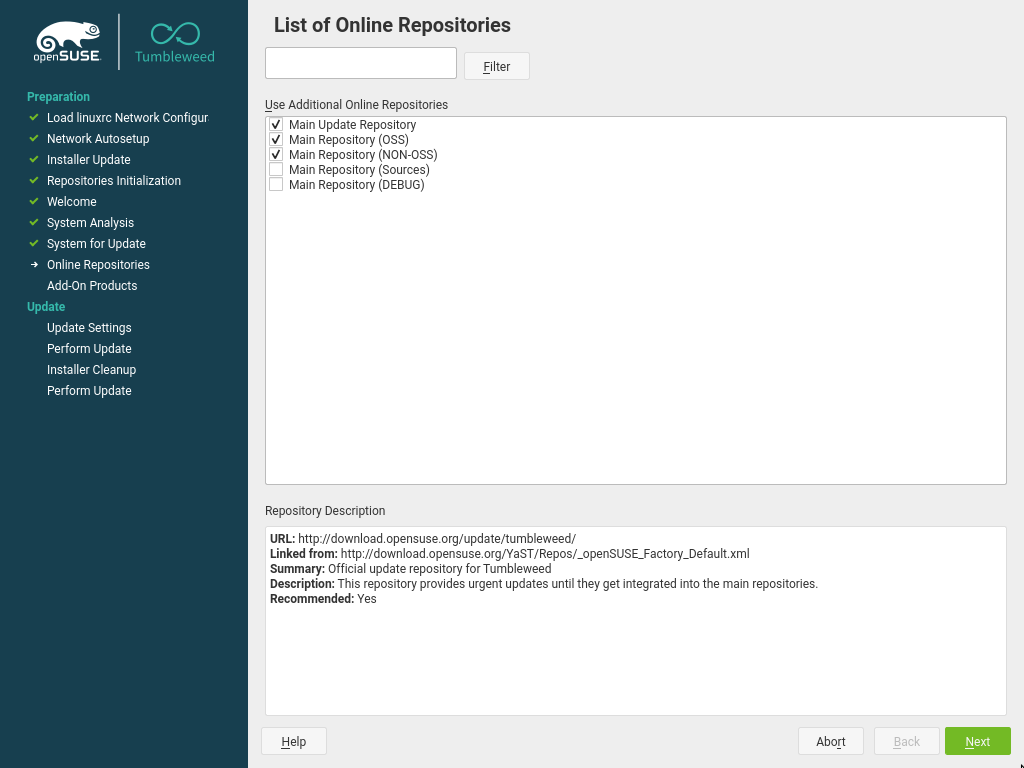 openSUSE
Tumbleweed
Preparation
Load linuxrc Network Configur
Network Autosetup
Installer Update
Repositories Initialization
Welcome
System Analysis
System for Update
Online Repositories
Add-On Products
Update
Update Settings
Perform Update
Installer Cleanup
Perform Update
List of Online Repositories
Filter
Use Additional Online Repositories
Main Update Repository
Main Repository (OSS)
Main Repository (NON-OSS)
Main Repository (Sources)
Main Repository (DEBUG)
Repository Description
URL: http://download.opensuse.org/update/tumbleweed/
Linked from: http://download.opensuse.org/YaST/Repos/_openSUSE_Factory_Default.xml
Summary: Official update repository for Tumbleweed
Description: This repository provides urgent updates until they get integrated into the main repositories.
Recommended: Yes
Help
Abort
Back
Next